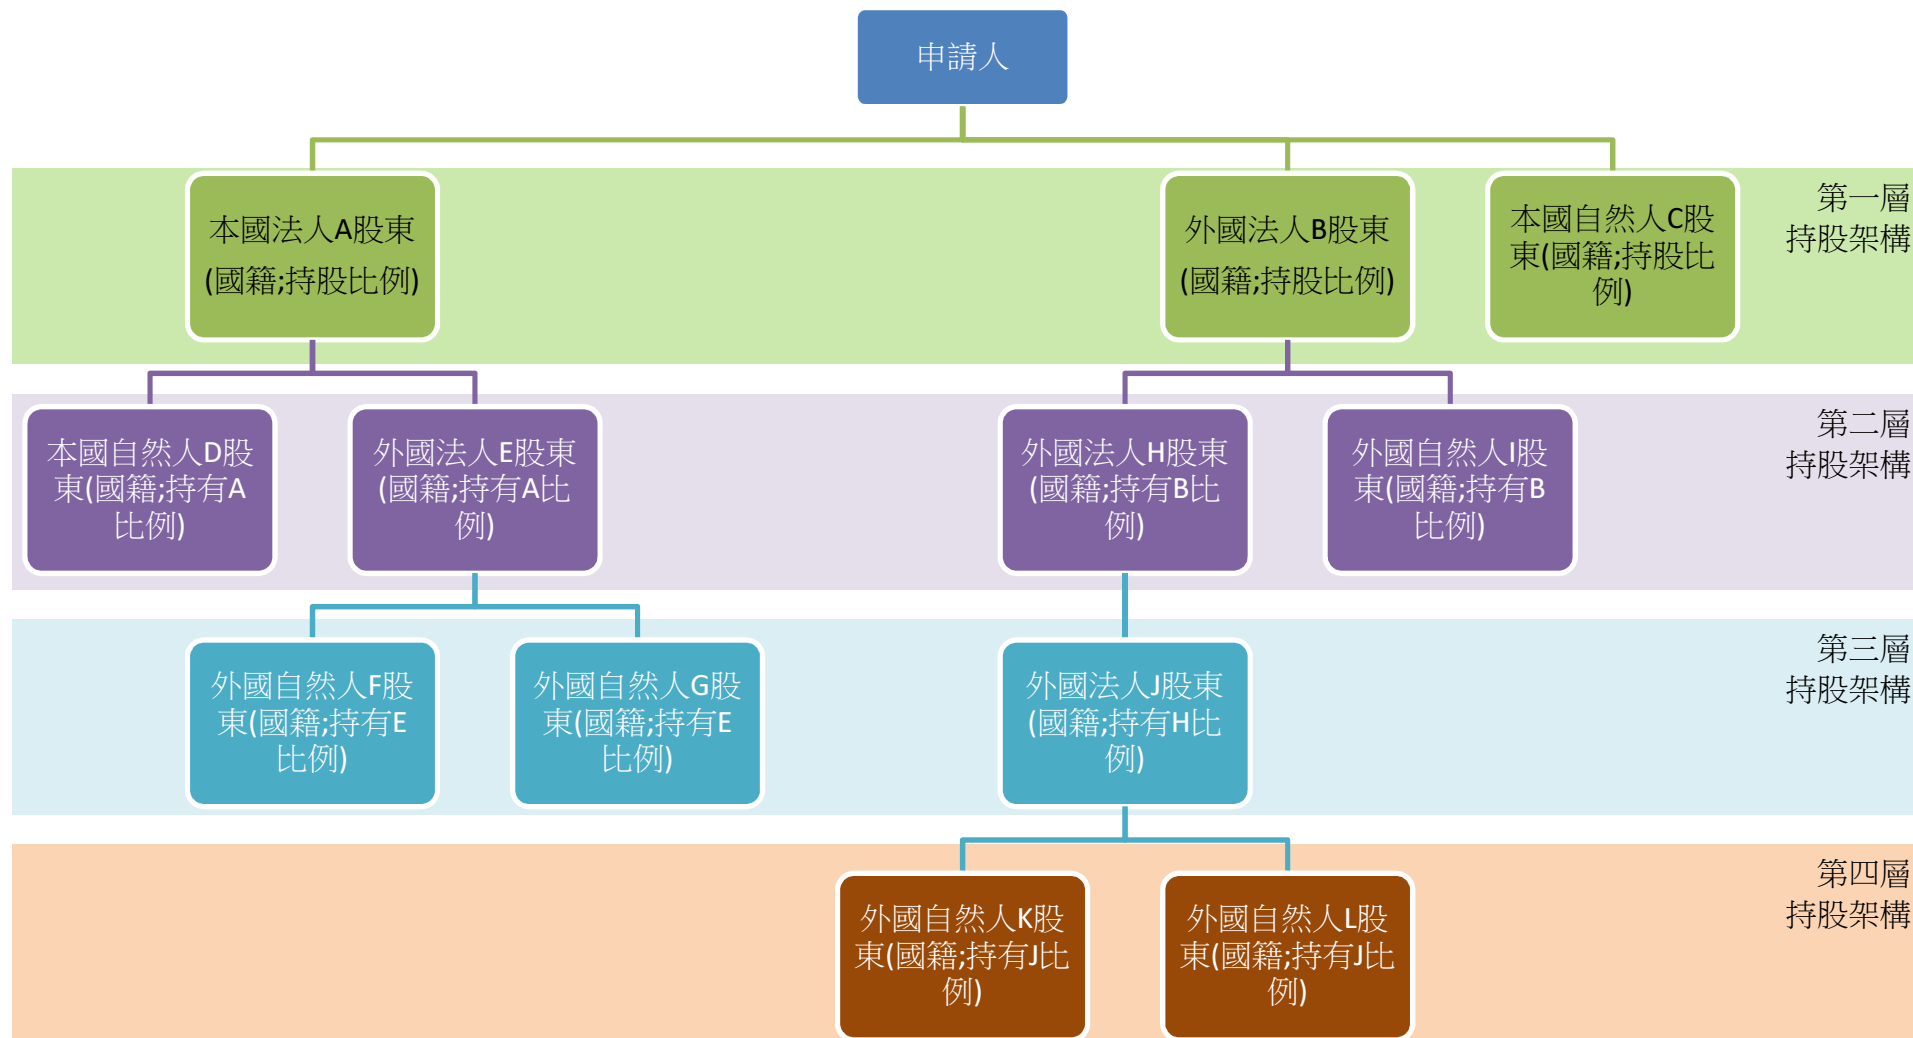 申請人
本國法人A股東
(國籍;持股比例)
外國法人B股東
(國籍;持股比例)
本國自然人C股
東(國籍;持股比
例)
第一層
持股架構
本國自然人D股
東(國籍;持有A
比例)
外國法人E股東
(國籍;持有A比
例)
外國法人H股東
(國籍;持有B比
例)
外國自然人I股
東(國籍;持有B
比例)
第二層
持股架構
外國自然人F股
東(國籍;持有E
比例)
外國自然人G股
東(國籍;持有E
比例)
外國法人J股東
(國籍;持有H比
例)
第三層
持股架構
外國自然人K股
東(國籍;持有J比
例)
外國自然人L股
東(國籍;持有J比
例)
第四層
持股架構